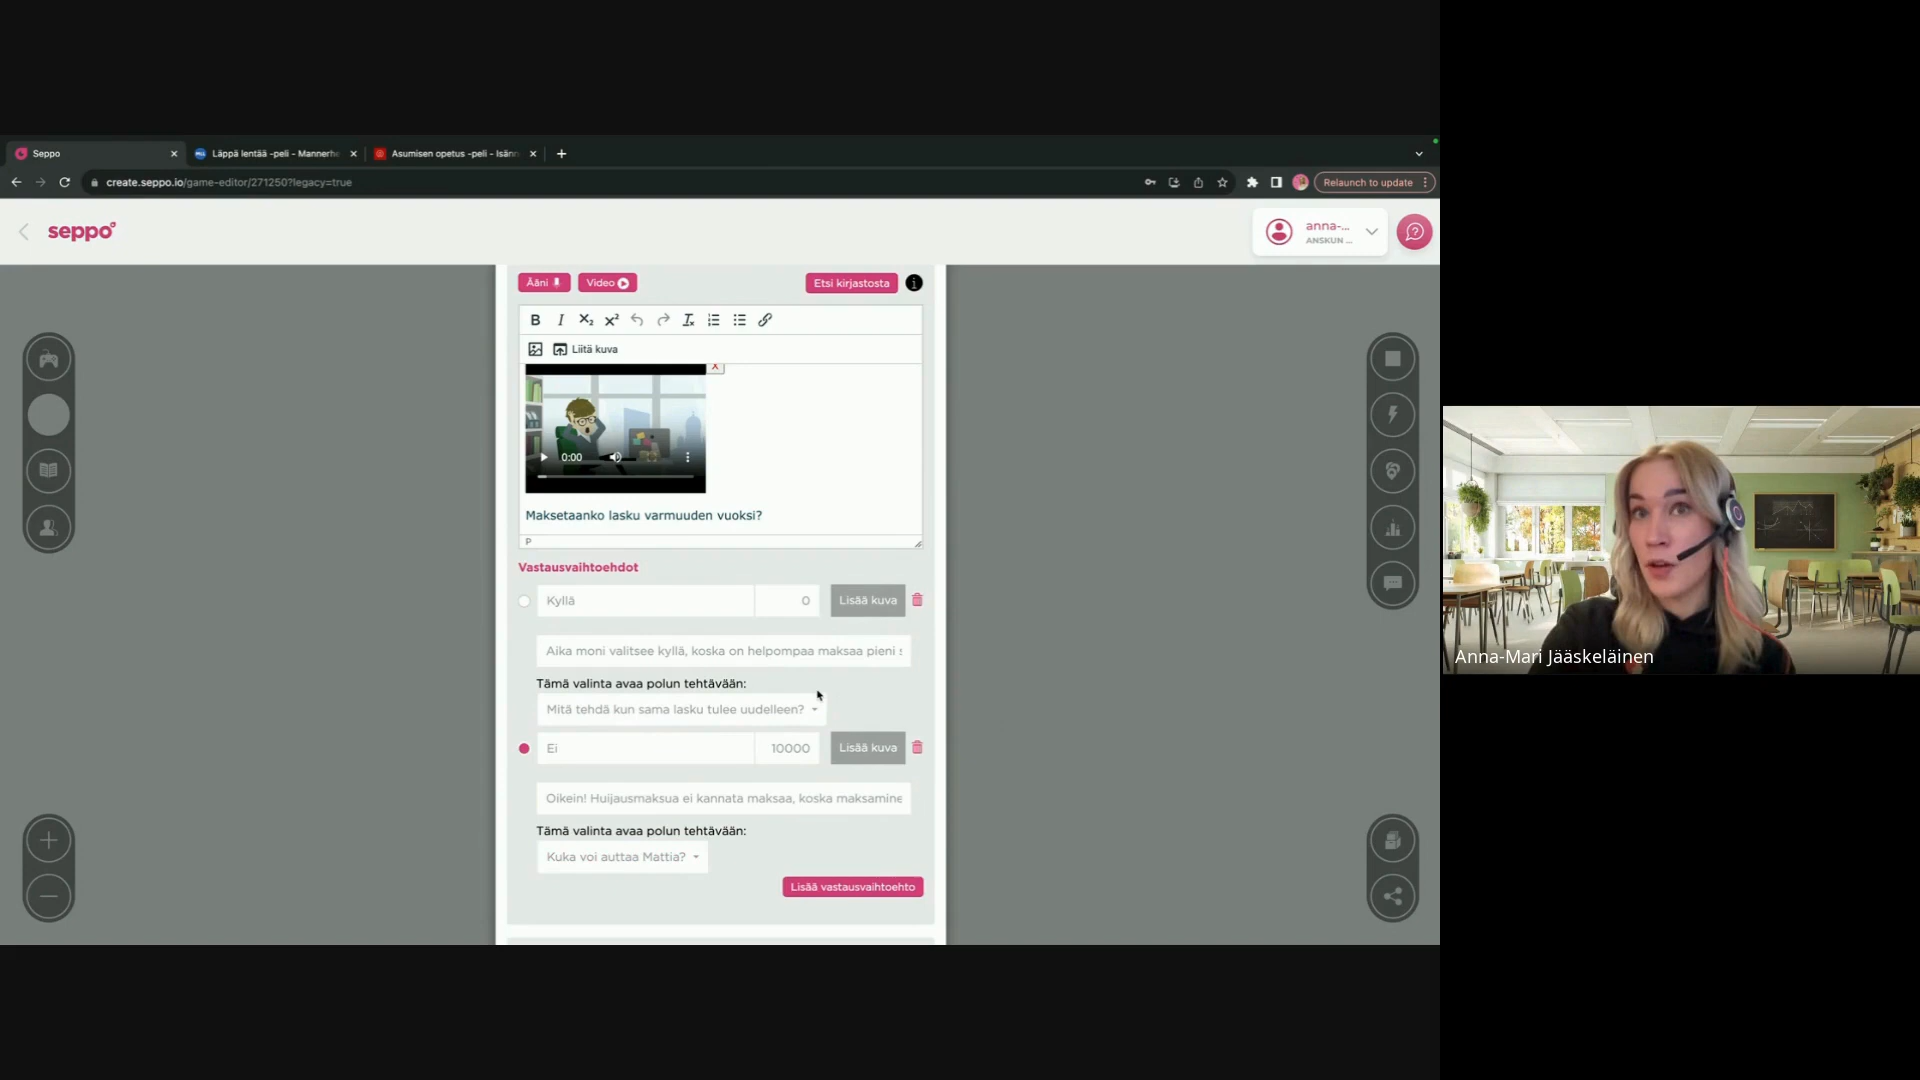 Seppo
Läppä lentää -peli - Mannerhe
Asumisen opetus -peli - Isänn
create.seppo.io/game-editor/271250?legacy=true
Relaunch to update
seppo
anna-...
ANSKUN ...
Ääni
Video
Etsi kirjastosta
B I X₂ X²
Liitä kuva
X
0:00
Maksetaanko lasku varmuuden vuoksi?
P
Vastausvaihtoehdot
Kyllä 0 Lisää kuva
Aika moni valitsee kyllä, koska on helpompaa maksaa pieni s
Tämä valinta avaa polun tehtävään:
Mitä tehdä kun sama lasku tulee uudelleen?
Ei 10000 Lisää kuva
Oikein! Huijausmaksua ei kannata maksaa, koska maksamine
Tämä valinta avaa polun tehtävään:
Kuka voi auttaa Mattia?
Lisää vastausvaihtoehto
Anna-Mari Jääskeläinen